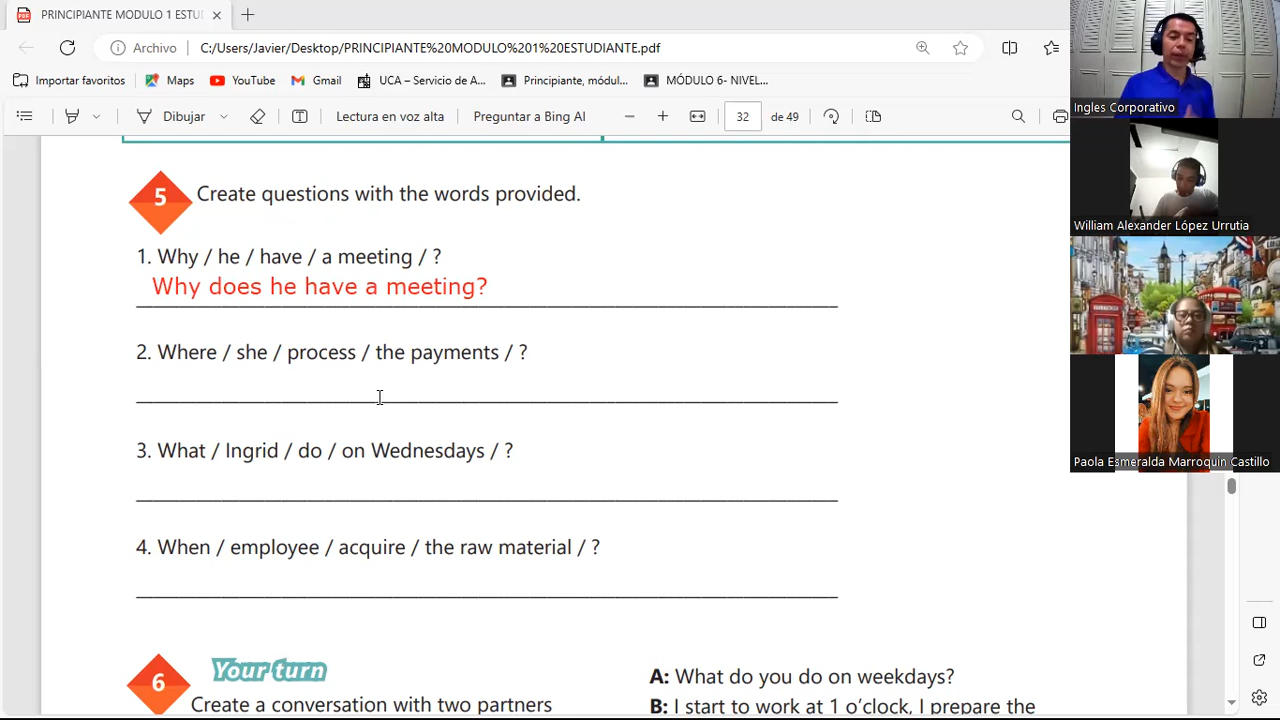 PRINCIPIANTE MODULO 1 ESTUD
Archivo C:/Users/Javier/Desktop/PRINCIPIANTE%20MODULO%201%20ESTUDIANTE.pdf
Importar favoritos Maps YouTube Gmail UCA – Servicio de A... Principiante, módul... MÓDULO 6- NIVEL...
Dibujar Lectura en voz alta Preguntar a Bing AI 32 de 49
5 Create questions with the words provided.
1. Why / he / have / a meeting / ?
Why does he have a meeting?
2. Where / she / process / the payments / ?
3. What / Ingrid / do / on Wednesdays / ?
4. When / employee / acquire / the raw material / ?
6 Your turn
Create a conversation with two partners
A: What do you do on weekdays?
B: I start to work at 1 o'clock, I prepare the
Ingles Corporativo
William Alexander López Urrutia
Paola Esmeralda Marroquin Castillo